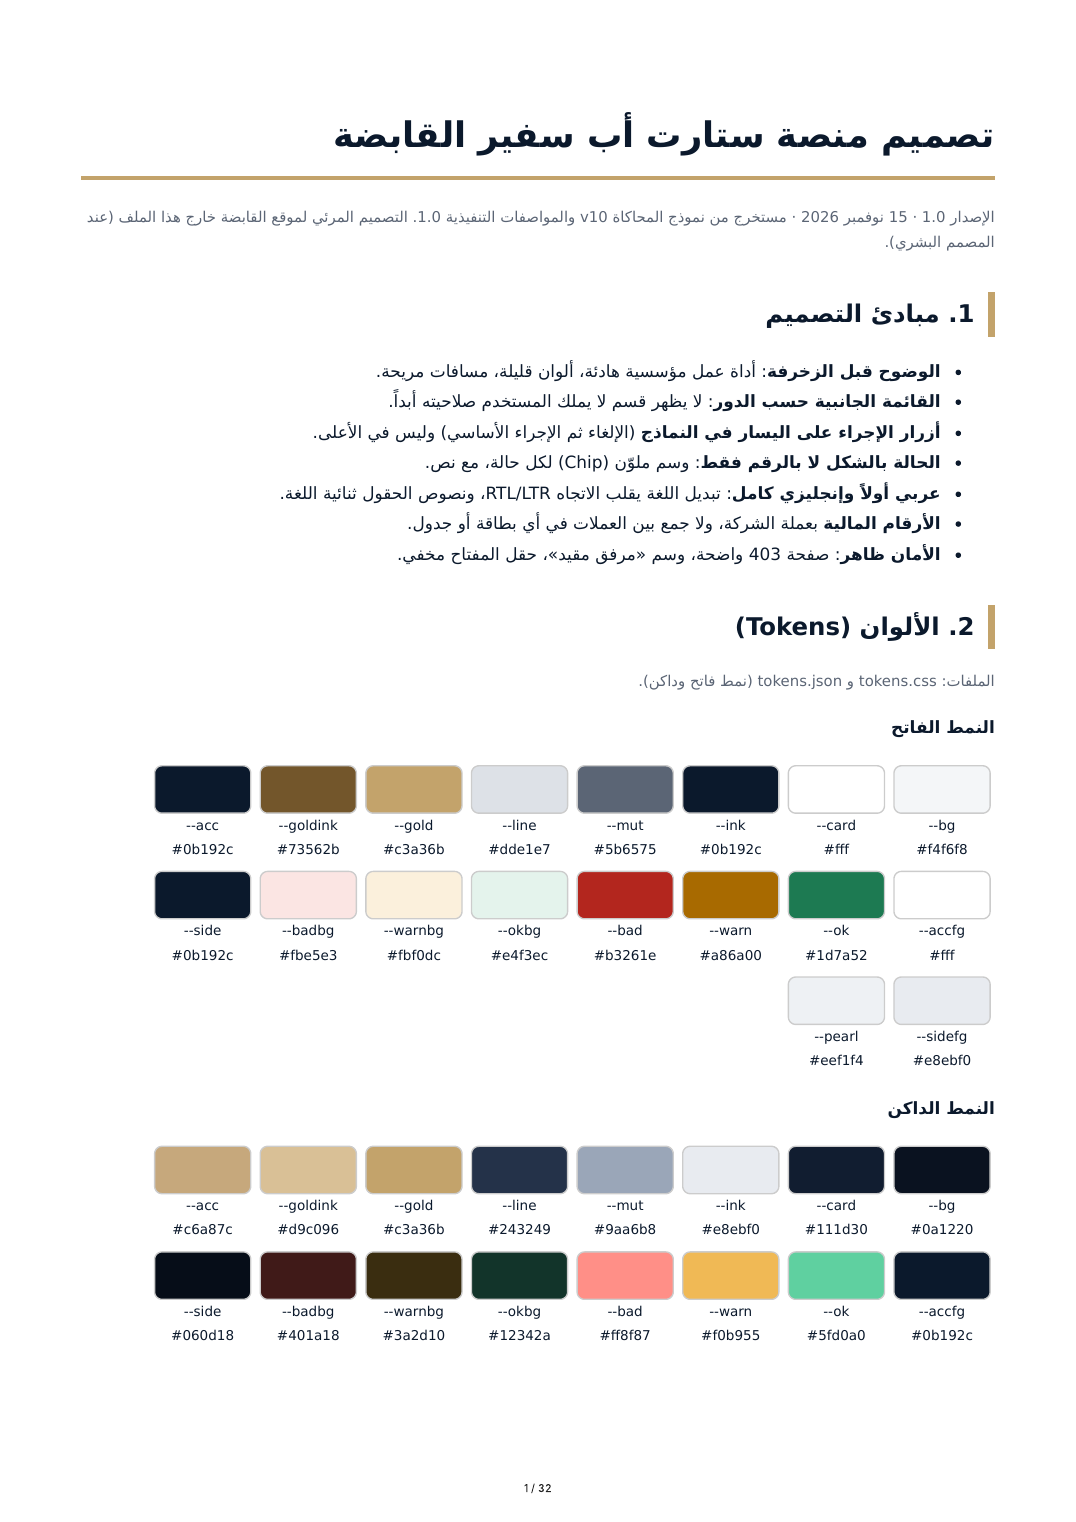 تصميم منصة ستارت أب سفير القابضة
الإصدار 1.0 · 15 نوفمبر 2026 · مستخرج من نموذج المحاكاة v10 والمواصفات التنفيذية 1.0. التصميم المرئي لموقع القابضة خارج هذا الملف (عند
المصمم البشري).
1. مبادئ التصميم
• الوضوح قبل الزخرفة: أداة عمل مؤسسية هادئة، ألوان قليلة، مسافات مريحة.
• القائمة الجانبية حسب الدور: لا يظهر قسم لا يملك المستخدم صلاحيته أبداً.
• أزرار الإجراء على اليسار في النماذج (الإلغاء ثم الإجراء الأساسي) وليس في الأعلى.
• الحالة بالشكل لا بالرقم فقط: وسم ملوّن (Chip) لكل حالة، مع نص.
• عربي أولاً وإنجليزي كامل: تبديل اللغة يقلب الاتجاه RTL/LTR، ونصوص الحقول ثنائية اللغة.
• الأرقام المالية بعملة الشركة، ولا جمع بين العملات في أي بطاقة أو جدول.
• الأمان ظاهر: صفحة 403 واضحة، وسم «مرفق مقيد»، حقل المفتاح مخفي.
2. الألوان (Tokens)
الملفات: tokens.css و tokens.json (نمط فاتح وداكن).
النمط الفاتح
--bg --card --ink --mut --line --gold --goldink --acc
#f4f6f8 #fff #0b192c #5b6575 #dde1e7 #c3a36b #73562b #0b192c
--accfg --ok --warn --bad --okbg --warnbg --badbg --side
#fff #1d7a52 #a86a00 #b3261e #e4f3ec #fbf0dc #fbe5e3 #0b192c
--sidefg --pearl
#e8ebf0 #eef1f4
النمط الداكن
--bg --card --ink --mut --line --gold --goldink --acc
#0a1220 #111d30 #e8ebf0 #9aa6b8 #243249 #c3a36b #d9c096 #c6a87c
--accfg --ok --warn --bad --okbg --warnbg --badbg --side
#0b192c #5fd0a0 #f0b955 #ff8f87 #12342a #3a2d10 #401a18 #060d18
1 / 32